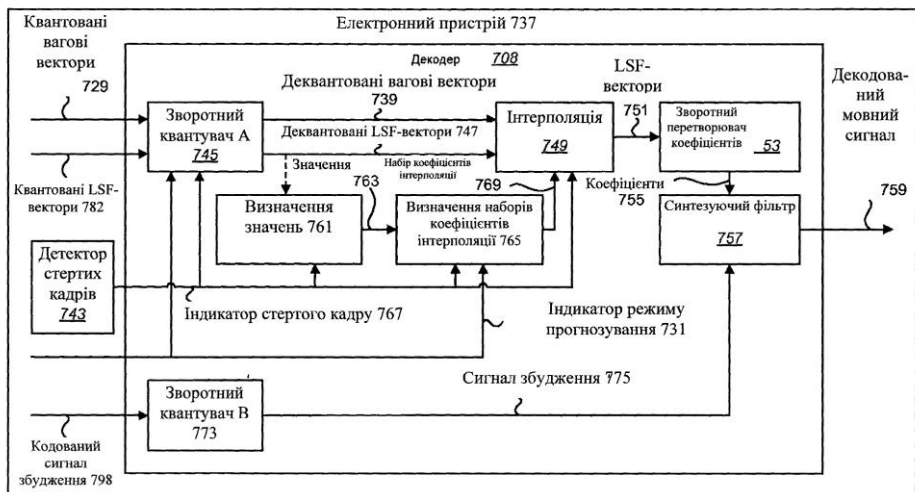 Електронний пристрій 737
Квантовані
вагові
вектори
729
Декодер 708
Деквантовані вагові вектори
739
LSF-
вектори
751
Декодова-
ний
мовний
сигнал
Зворотний
квантувач А
745
Деквантовані LSF-вектори 747
Інтерполяція
749
Зворотний
перетворювач
коефіцієнтів 53
Квантовані LSF-
вектори 782
Значення
Набір коефіцієнтів
інтерполяції
763
769
Коефіцієнти
755
759
Визначення
значень 761
Визначення наборів
коефіцієнтів
інтерполяції 765
Синтезуючий фільтр
757
Детектор
стертих
кадрів
743
Індикатор стертого кадру 767
Індикатор режиму
прогнозування 731
Сигнал збудження 775
Зворотний
квантувач В
773
Кодований
сигнал
збудження 798